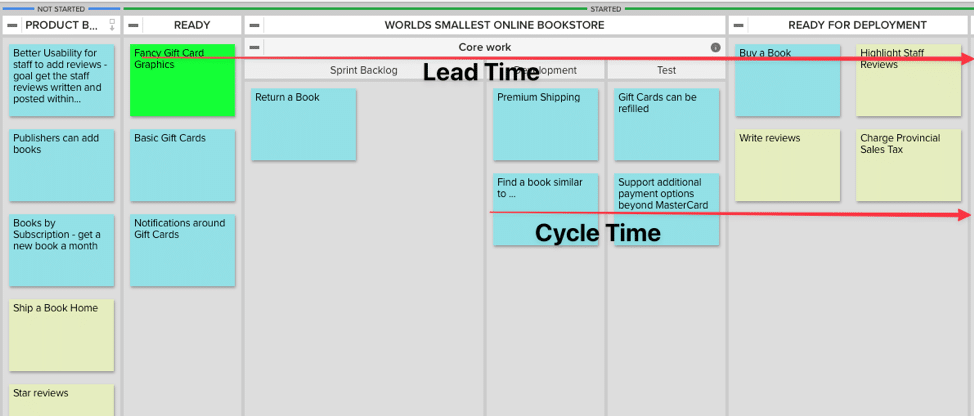 NOT STARTED
STARTED
PRODUCT B...
READY
WORLDS SMALLEST ONLINE BOOKSTORE
READY FOR DEPLOYMENT
Core work
Sprint Backlog
Development
Test
Lead Time
Better Usability for
staff to add reviews -
goal get the staff
reviews written and
posted within...
Publishers can add
books
Books by
Subscription - get a
new book a month
Ship a Book Home
Star reviews
Fancy Gift Card
Graphics
Basic Gift Cards
Notifications around
Gift Cards
Return a Book
Premium Shipping
Find a book similar
to ...
Gift Cards can be
refilled
Support additional
payment options
beyond MasterCard
Cycle Time
Buy a Book
Highlight Staff
Reviews
Write reviews
Charge Provincial
Sales Tax